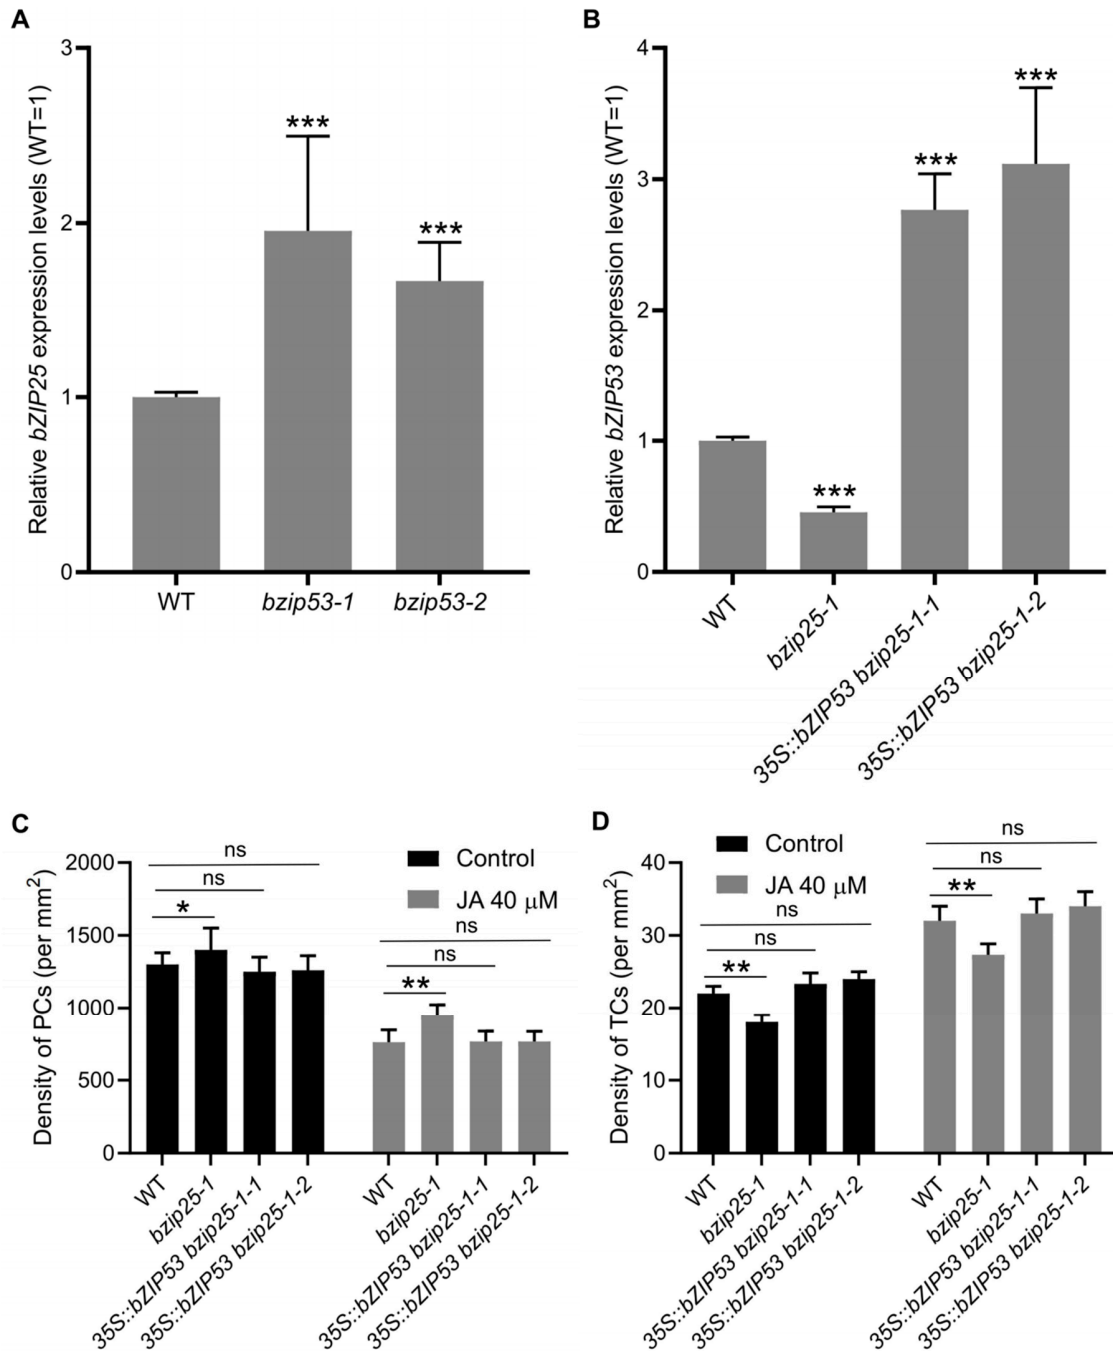 A
Relative bZIP25 expression levels (WT=1)
3
2
1
0
***
***
WT
bzip53-1
bzip53-2
B
Relative bZIP53 expression levels (WT=1)
4
3
2
1
0
***
***
***
WT
bzip25-1
35S::bZIP53 bzip25-1-1
35S::bZIP53 bzip25-1-2
C
Density of PCs (per mm²)
2000
1500
1000
500
0
Control
JA 40 μM
ns
ns
*
ns
ns
**
WT
bzip25-1
35S::bZIP53 bzip25-1-1
35S::bZIP53 bzip25-1-2
WT
bzip25-1
35S::bZIP53 bzip25-1-1
35S::bZIP53 bzip25-1-2
D
Density of TCs (per mm²)
40
30
20
10
0
Control
JA 40 μM
ns
ns
**
ns
ns
**
WT
bzip25-1
35S::bZIP53 bzip25-1-1
35S::bZIP53 bzip25-1-2
WT
bzip25-1
35S::bZIP53 bzip25-1-1
35S::bZIP53 bzip25-1-2